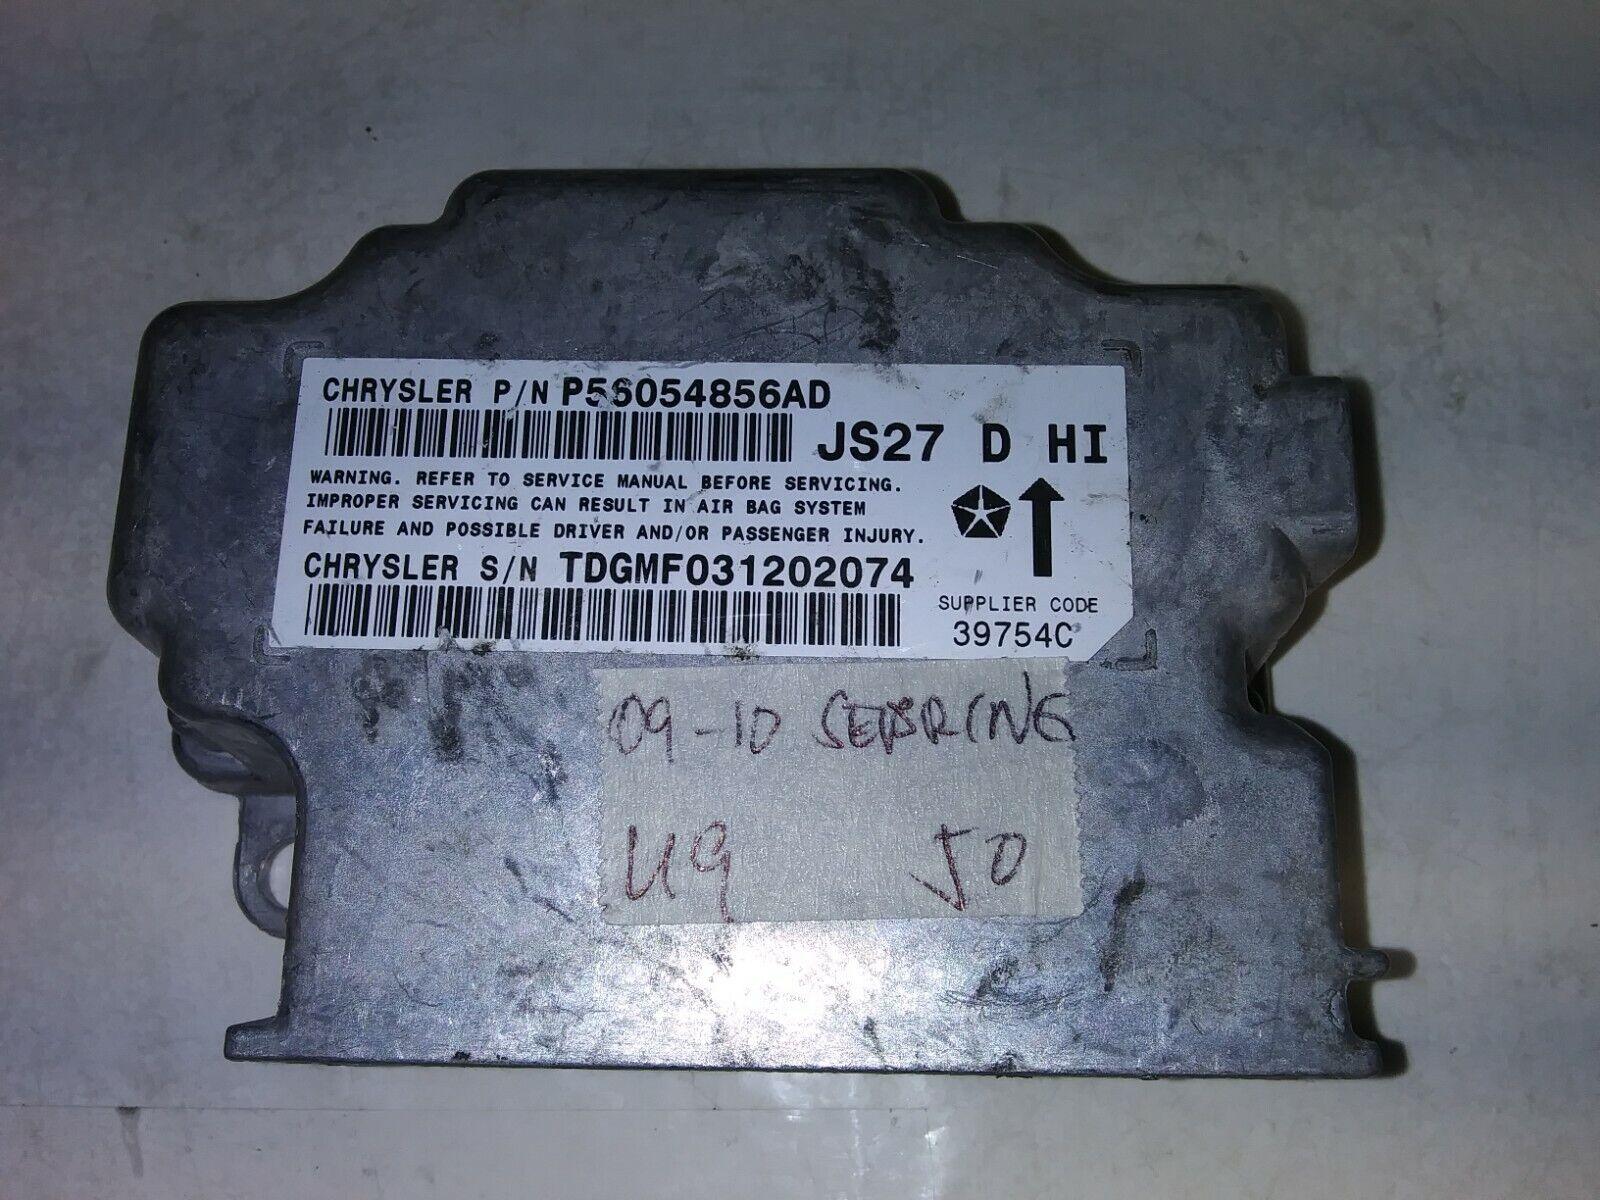 CHRYSLER P/N P56054856AD
JS27 D HI
WARNING. REFER TO SERVICE MANUAL BEFORE SERVICING.
IMPROPER SERVICING CAN RESULT IN AIR BAG SYSTEM
FAILURE AND POSSIBLE DRIVER AND/OR PASSENGER INJURY.
CHRYSLER S/N TDGMF031202074
SUPPLIER CODE
39754C
09-10 SEBRING
U9 50